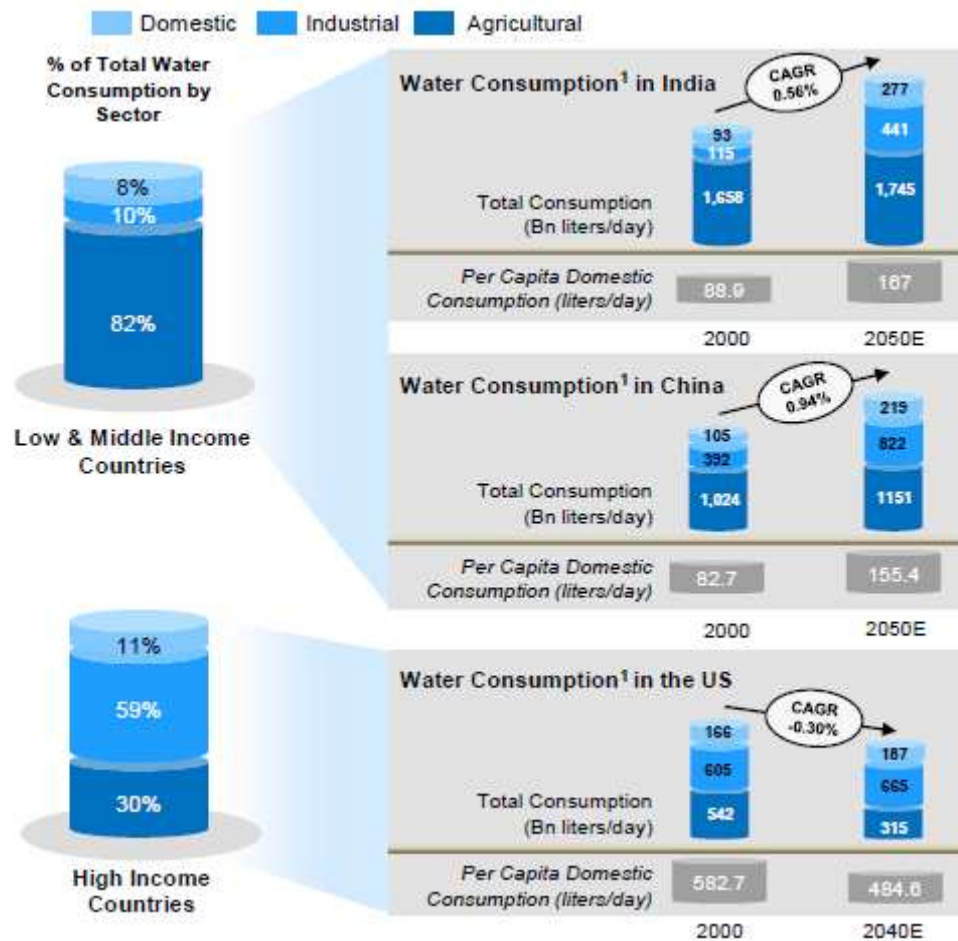 Domestic Industrial Agricultural
% of Total Water
Consumption by
Sector
8%
10%
82%
Low & Middle Income
Countries
11%
59%
30%
High Income
Countries
Water Consumption¹ in India
CAGR
0.56%
93
115
1,658
277
441
1,745
Total Consumption
(Bn liters/day)
Per Capita Domestic
Consumption (liters/day)
88.9
167
2000 2050E
Water Consumption¹ in China
CAGR
0.94%
105
392
1,024
219
822
1151
Total Consumption
(Bn liters/day)
Per Capita Domestic
Consumption (liters/day)
82.7
155.4
2000 2050E
Water Consumption¹ in the US
CAGR
-0.30%
166
605
542
187
665
315
Total Consumption
(Bn liters/day)
Per Capita Domestic
Consumption (liters/day)
582.7
484.6
2000 2040E